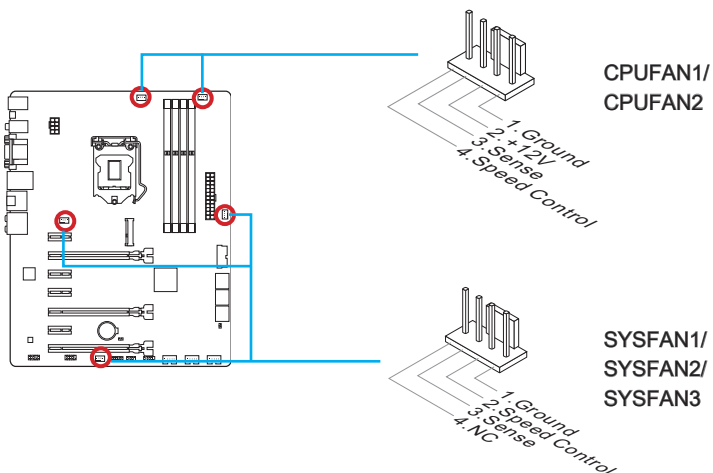 CPUFAN1/
CPUFAN2
1.Ground
2.+12V
3.Sense
4.Speed Control
SYSFAN1/
SYSFAN2/
SYSFAN3
1.Ground
2.Speed Control
3.Sense
4.NC